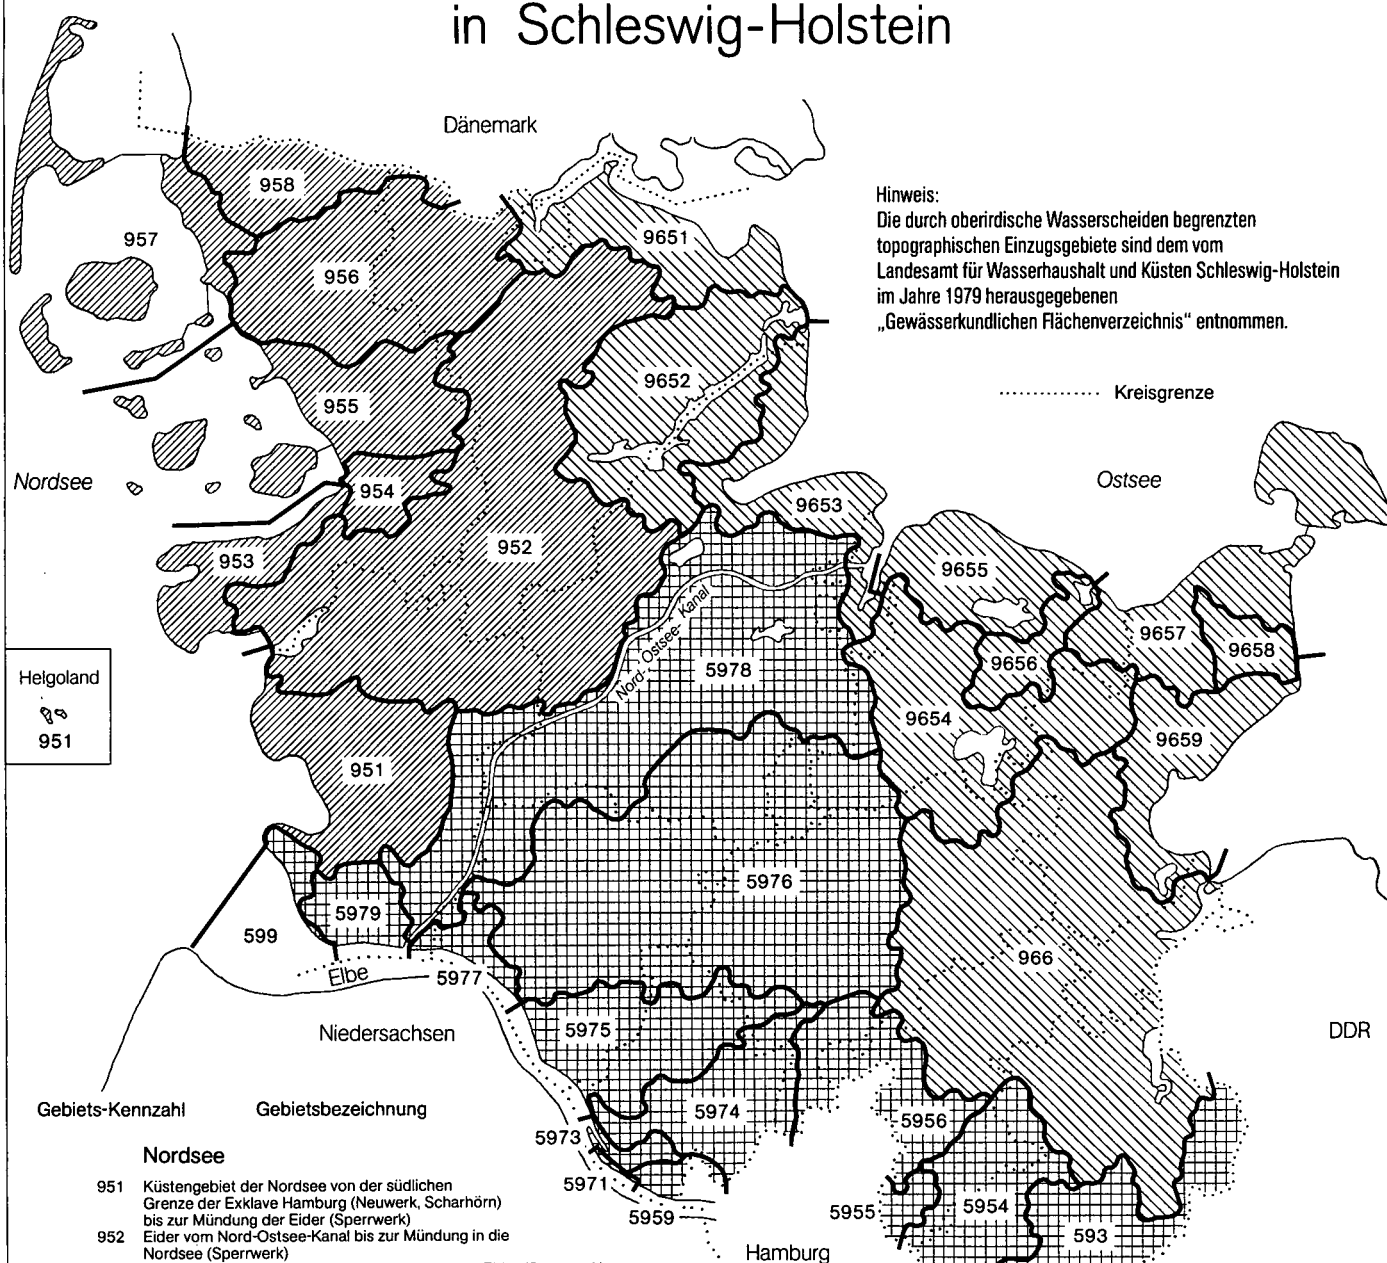 in Schleswig-Holstein
Dänemark
Hinweis:
Die durch oberirdische Wasserscheiden begrenzten
topographischen Einzugsgebiete sind dem vom
Landesamt für Wasserhaushalt und Küsten Schleswig-Holstein
im Jahre 1979 herausgegebenen
„Gewässerkundlichen Flächenverzeichnis“ entnommen.
Kreisgrenze
958
957
956
9651
9652
955
Nordsee
954
Ostsee
9653
953
952
9655
9657
9658
9656
Nord-Ostsee-Kanal
5978
Helgoland
951
9654
9659
951
5976
5979
599
966
Elbe
5977
Niedersachsen
5975
DDR
5974
5956
5973
5971
5955
5954
5959
593
Hamburg
Gebiets-Kennzahl Gebietsbezeichnung
Nordsee
951 Küstengebiet der Nordsee von der südlichen
Grenze der Exklave Hamburg (Neuwerk, Scharhörn)
bis zur Mündung der Eider (Sperrwerk)
952 Eider vom Nord-Ostsee-Kanal bis zur Mündung in die
Nordsee (Sperrwerk)